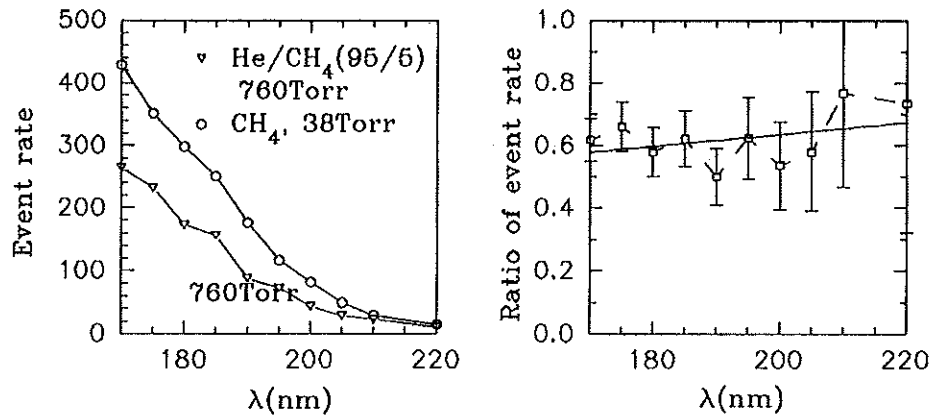 500
400
300
200
100
0
Event rate
▿ He/CH₄(95/5)
760Torr
○ CH₄, 38Torr
760Torr
180 200 220
λ(nm)
1.0
0.8
0.6
0.4
0.2
0.0
Ratio of event rate
180 200 220
λ(nm)